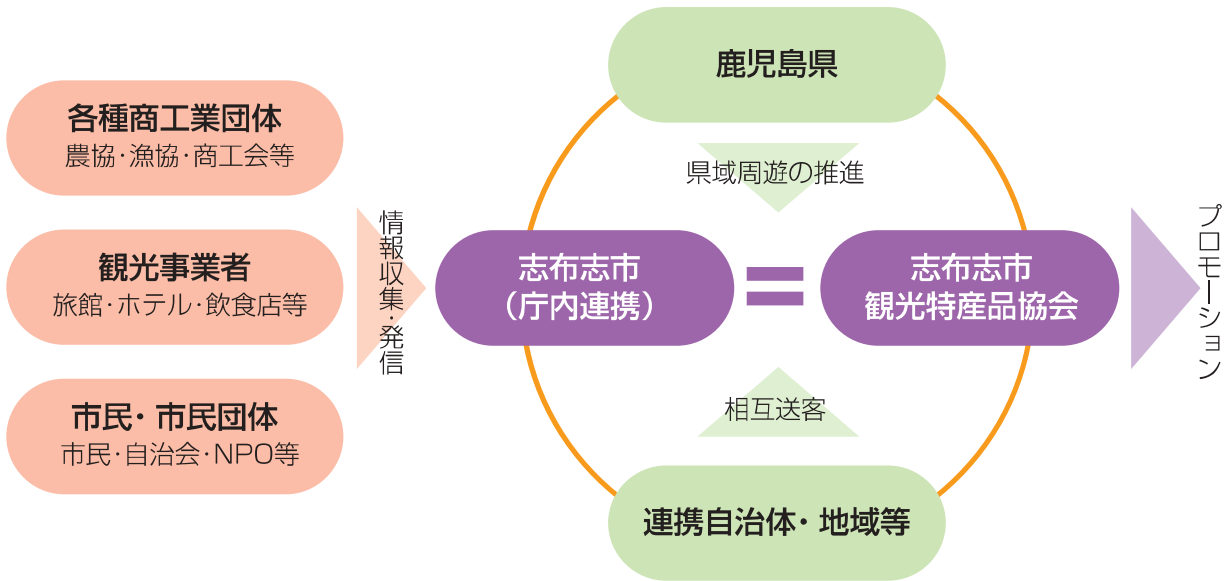 各種商工業団体
農協・漁協・商工会等
観光事業者
旅館・ホテル・飲食店等
市民・市民団体
市民・自治会・NPO等
情報収集・発信
鹿児島県
県域周遊の推進
志布志市
（庁内連携）
＝
志布志市
観光特産品協会
相互送客
連携自治体・地域等
プロモーション